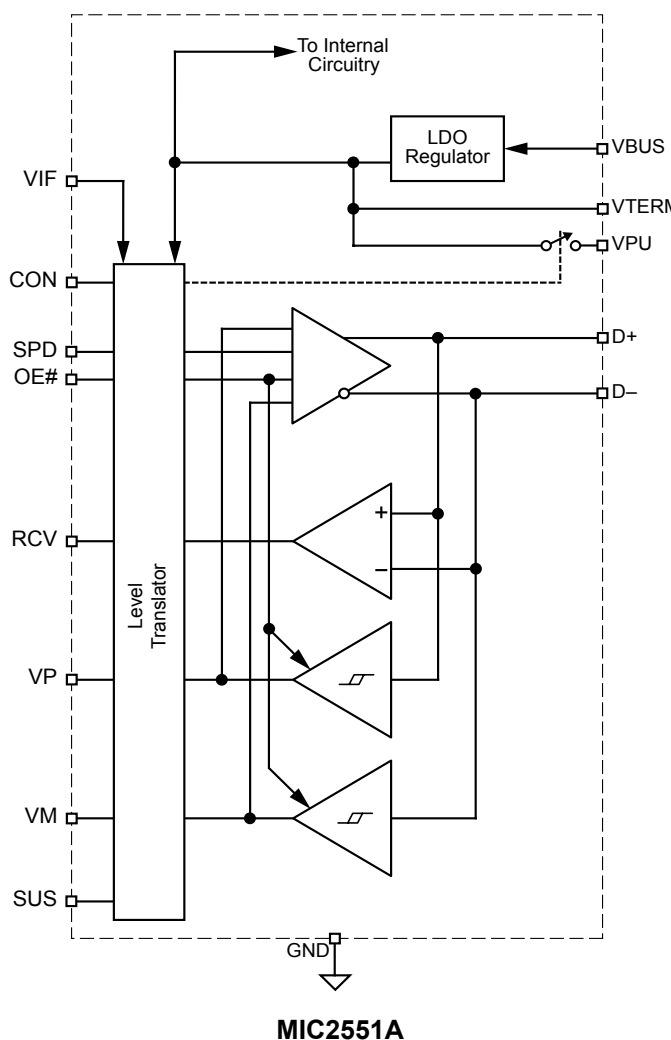 To Internal
Circuitry
LDO
Regulator
VBUS
VIF
VTERM
VPU
CON
SPD
D+
OE#
D–
+
RCV
–
Level
Translator
VP
VM
SUS
GND
MIC2551A